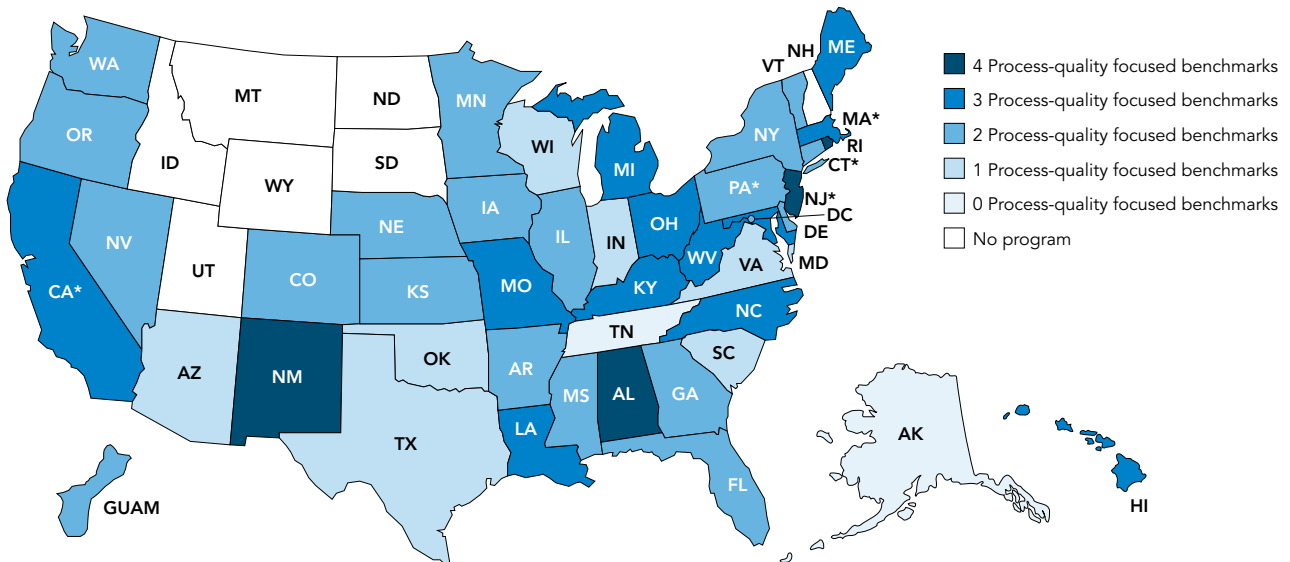 WA
OR
CA*
NV
ID
MT
WY
UT
AZ
NM
CO
ND
SD
NE
KS
OK
TX
MN
IA
MO
AR
LA
WI
IL
MI
IN
OH
KY
TN
MS
AL
GA
FL
SC
NC
VA
WV
PA*
NY
VT
NH
ME
MA*
RI
CT*
NJ*
DC
DE
MD
AK
HI
GUAM
4 Process-quality focused benchmarks
3 Process-quality focused benchmarks
2 Process-quality focused benchmarks
1 Process-quality focused benchmarks
0 Process-quality focused benchmarks
No program